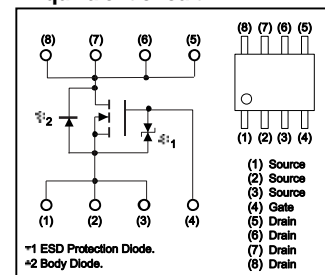 (8) (7) (6) (5)
(8) (7) (6) (5)
(1) (2) (3) (4)
2
1
(1) Source
(2) Source
(3) Source
(4) Gate
(5) Drain
(6) Drain
(7) Drain
(8) Drain
(1) (2) (3) (4)
1 ESD Protection Diode.
2 Body Diode.